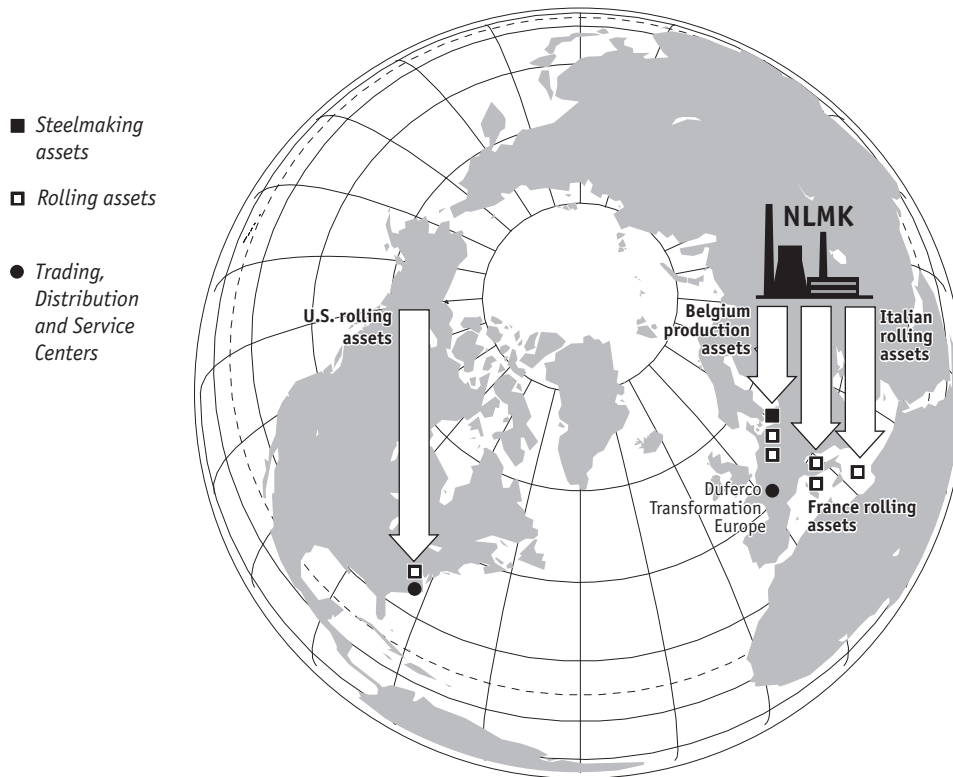 Steelmaking
assets
Rolling assets
Trading,
Distribution
and Service
Centers
NLMK
U.S. rolling
assets
Belgium
production
assets
Italian
rolling
assets
Duferco
Transformation
Europe
France rolling
assets